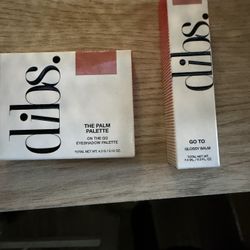 dibs.
THE PALM
PALETTE
ON THE GO
EYESHADOW PALETTE
dibs.
GO TO
GLOSSY BALM